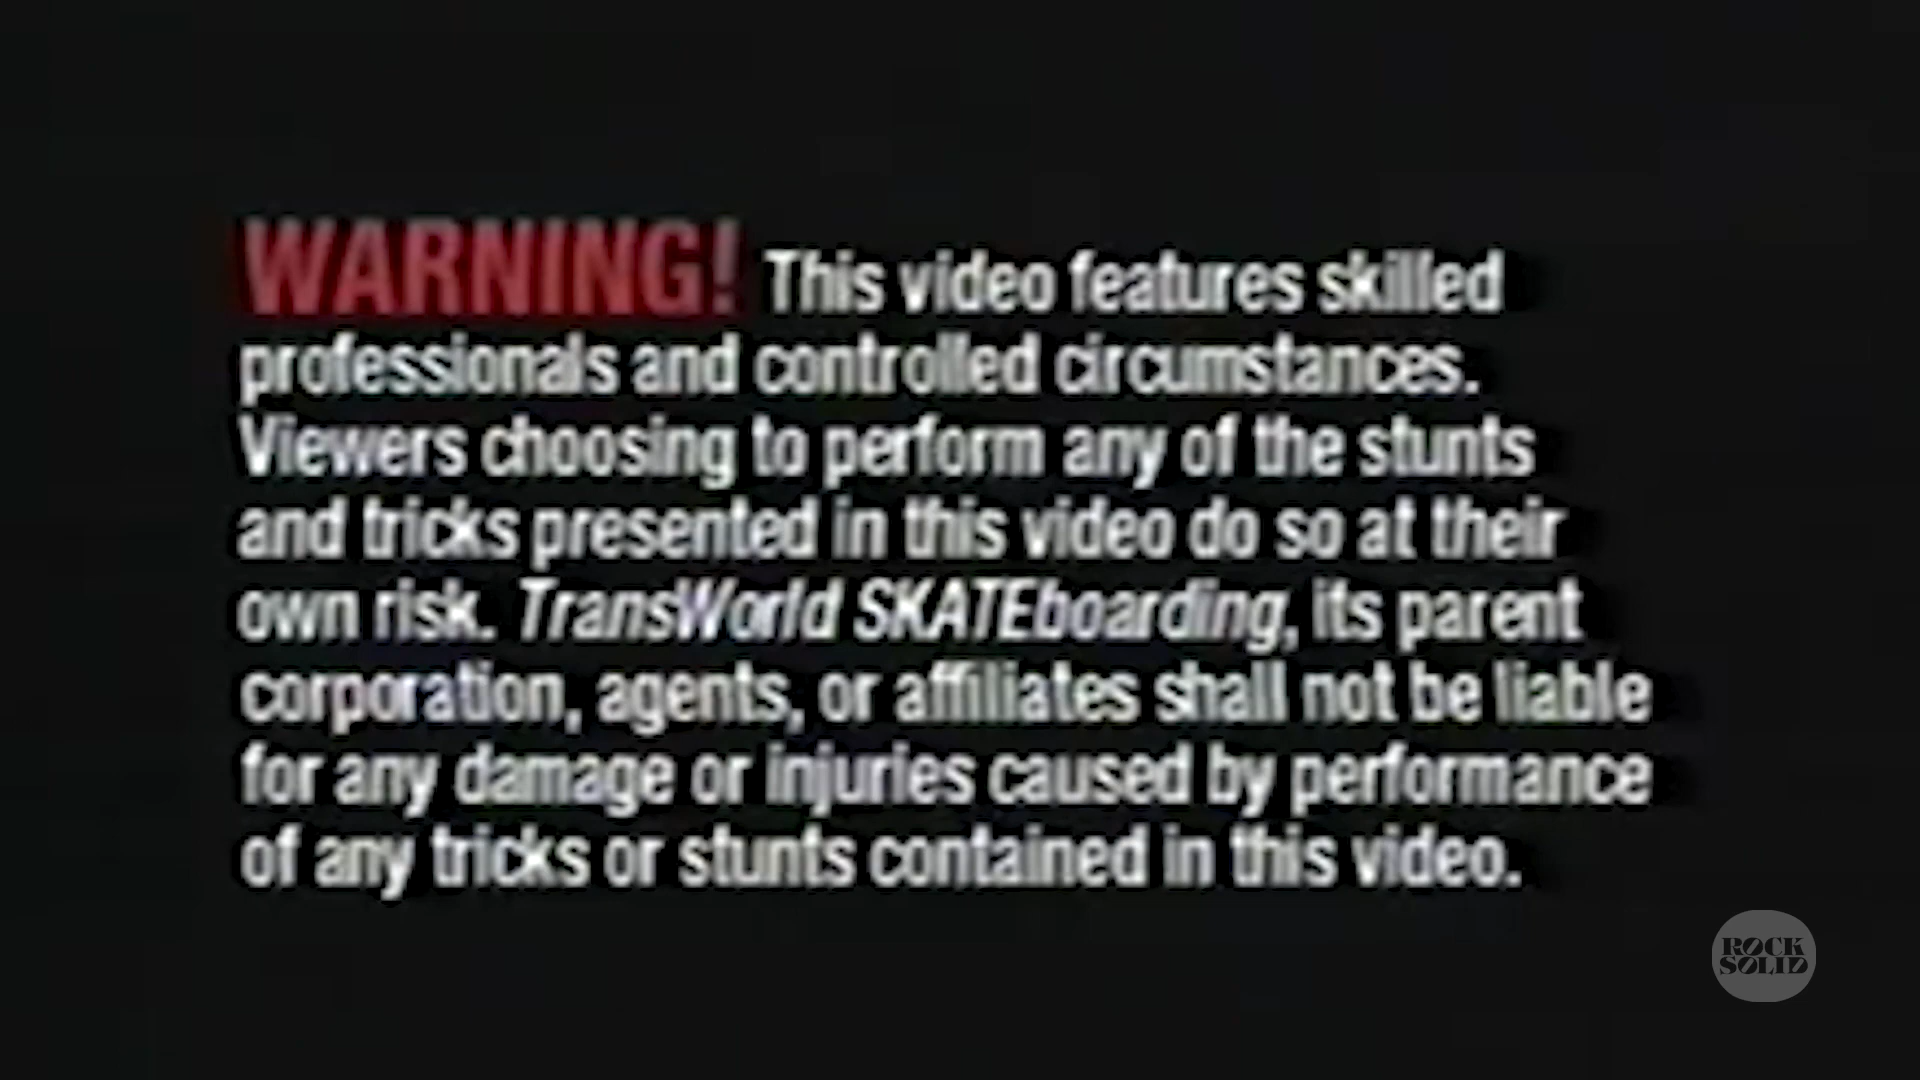 WARNING! This video features skilled
professionals and controlled circumstances.
Viewers choosing to perform any of the stunts
and tricks presented in this video do so at their
own risk. TransWorld SKATEboarding, its parent
corporation, agents, or affiliates shall not be liable
for any damage or injuries caused by performance
of any tricks or stunts contained in this video.
ROCK
SOLID